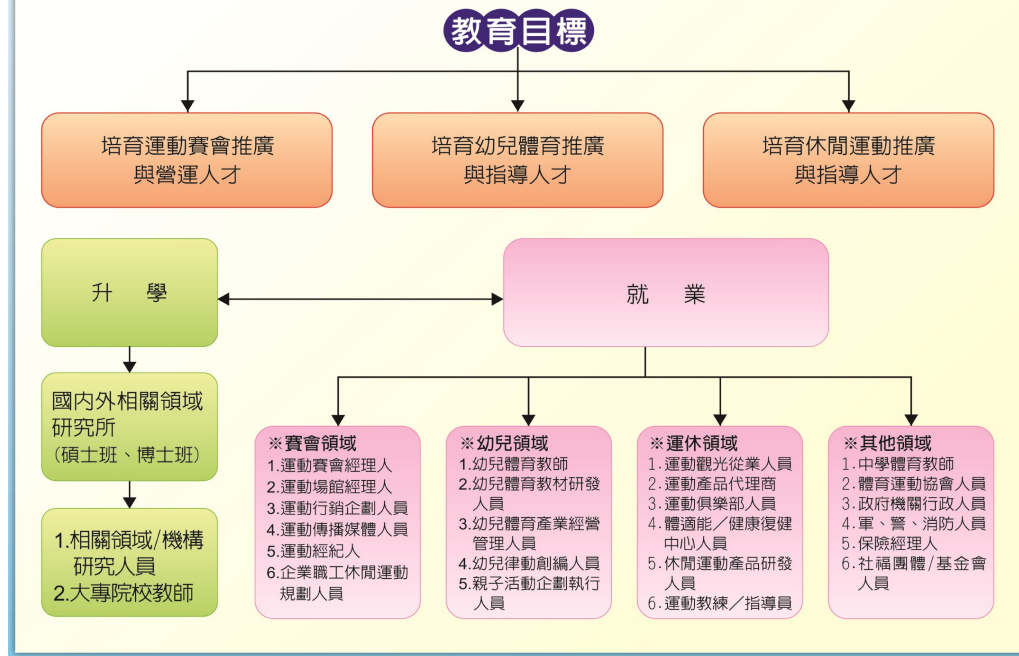 教育目標
培育運動賽會推廣
與營運人才
培育幼兒體育推廣
與指導人才
培育休閒運動推廣
與指導人才
升 學
就 業
國內外相關領域
研究所
(碩士班、博士班)
1.相關領域/機構
研究人員
2.大專院校教師
※賽會領域
1.運動賽會經理人
2.運動場館經理人
3.運動行銷企劃人員
4.運動傳播媒體人員
5.運動經紀人
6.企業職工休閒運動
規劃人員
※幼兒領域
1.幼兒體育教師
2.幼兒體育教材研發
人員
3.幼兒體育產業經營
管理人員
4.幼兒律動創編人員
5.親子活動企劃執行
人員
※運休領域
1.運動觀光從業人員
2.運動產品代理商
3.運動俱樂部人員
4.體適能／健康復健
中心人員
5.休閒運動產品研發
人員
6.運動教練／指導員
※其他領域
1.中學體育教師
2.體育運動協會人員
3.政府機關行政人員
4.軍、警、消防人員
5.保險經理人
6.社福團體/基金會
人員